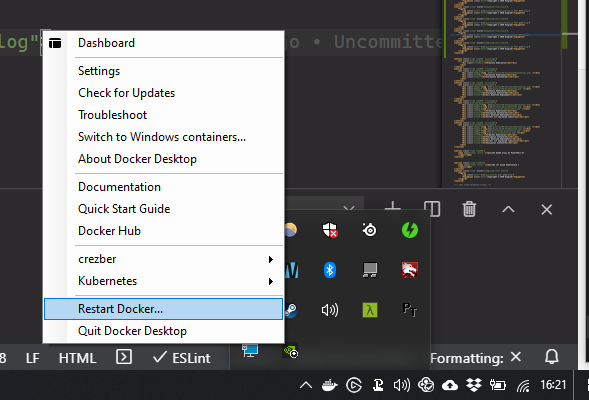 log"
o • Uncommitte
Dashboard
Settings
Check for Updates
Troubleshoot
Switch to Windows containers...
About Docker Desktop
Documentation
Quick Start Guide
Docker Hub
crezber
Kubernetes
Restart Docker...
Quit Docker Desktop
8 LF HTML ESLint Formatting:
16:21